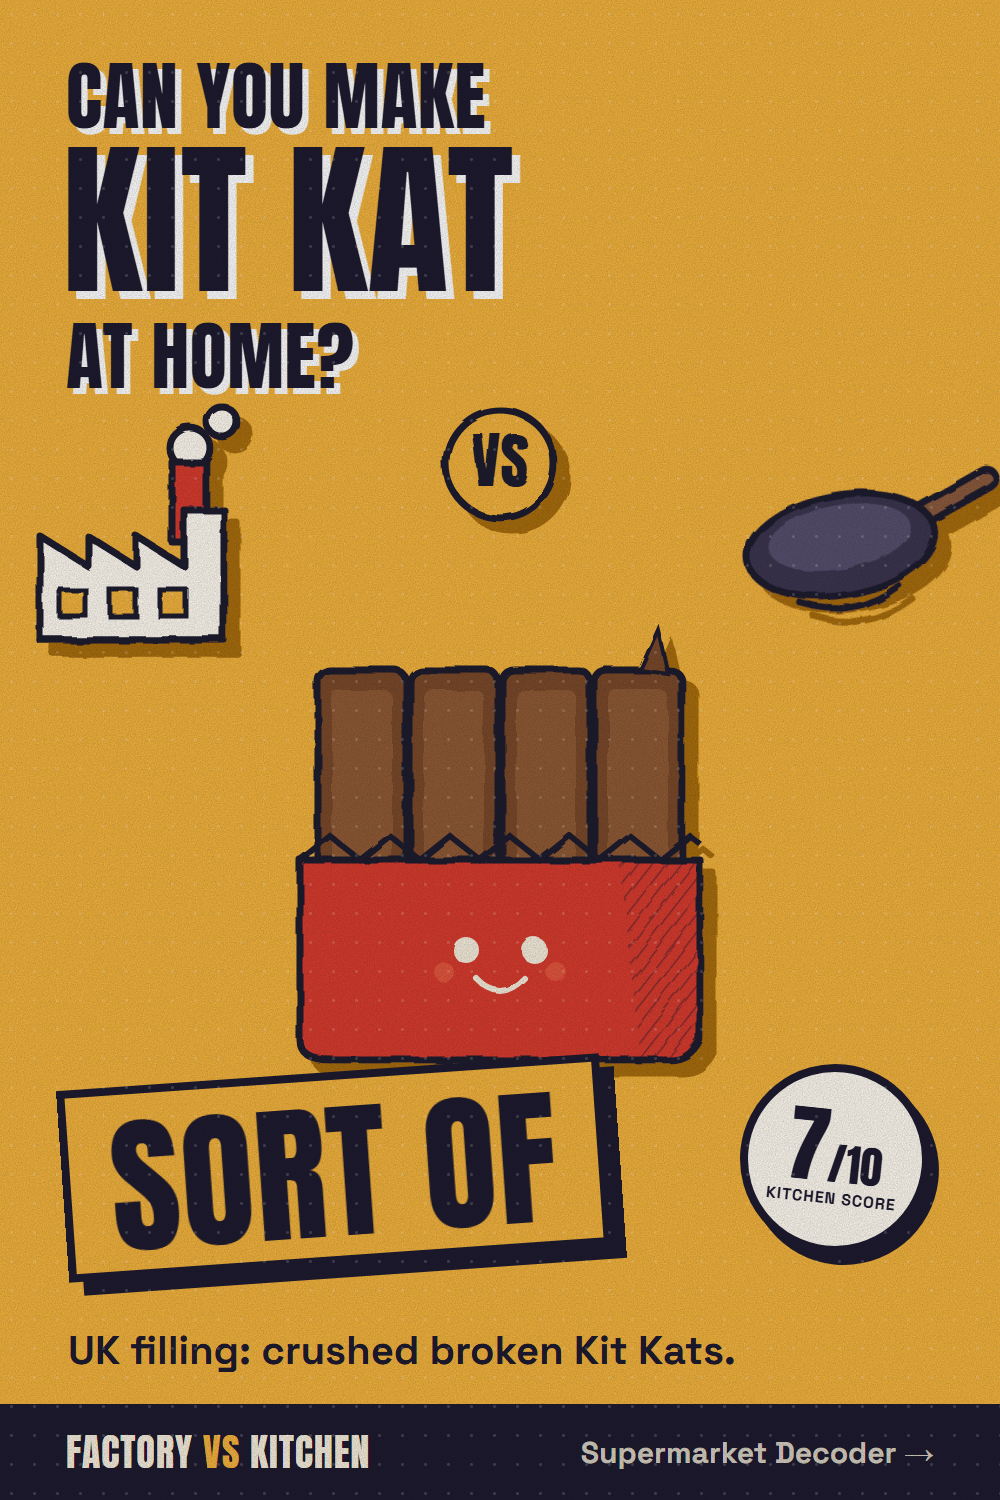 CAN YOU MAKE
KIT KAT
AT HOME?
VS
SORT OF
7/10
KITCHEN SCORE
UK filling: crushed broken Kit Kats.
FACTORY VS KITCHEN
Supermarket Decoder →